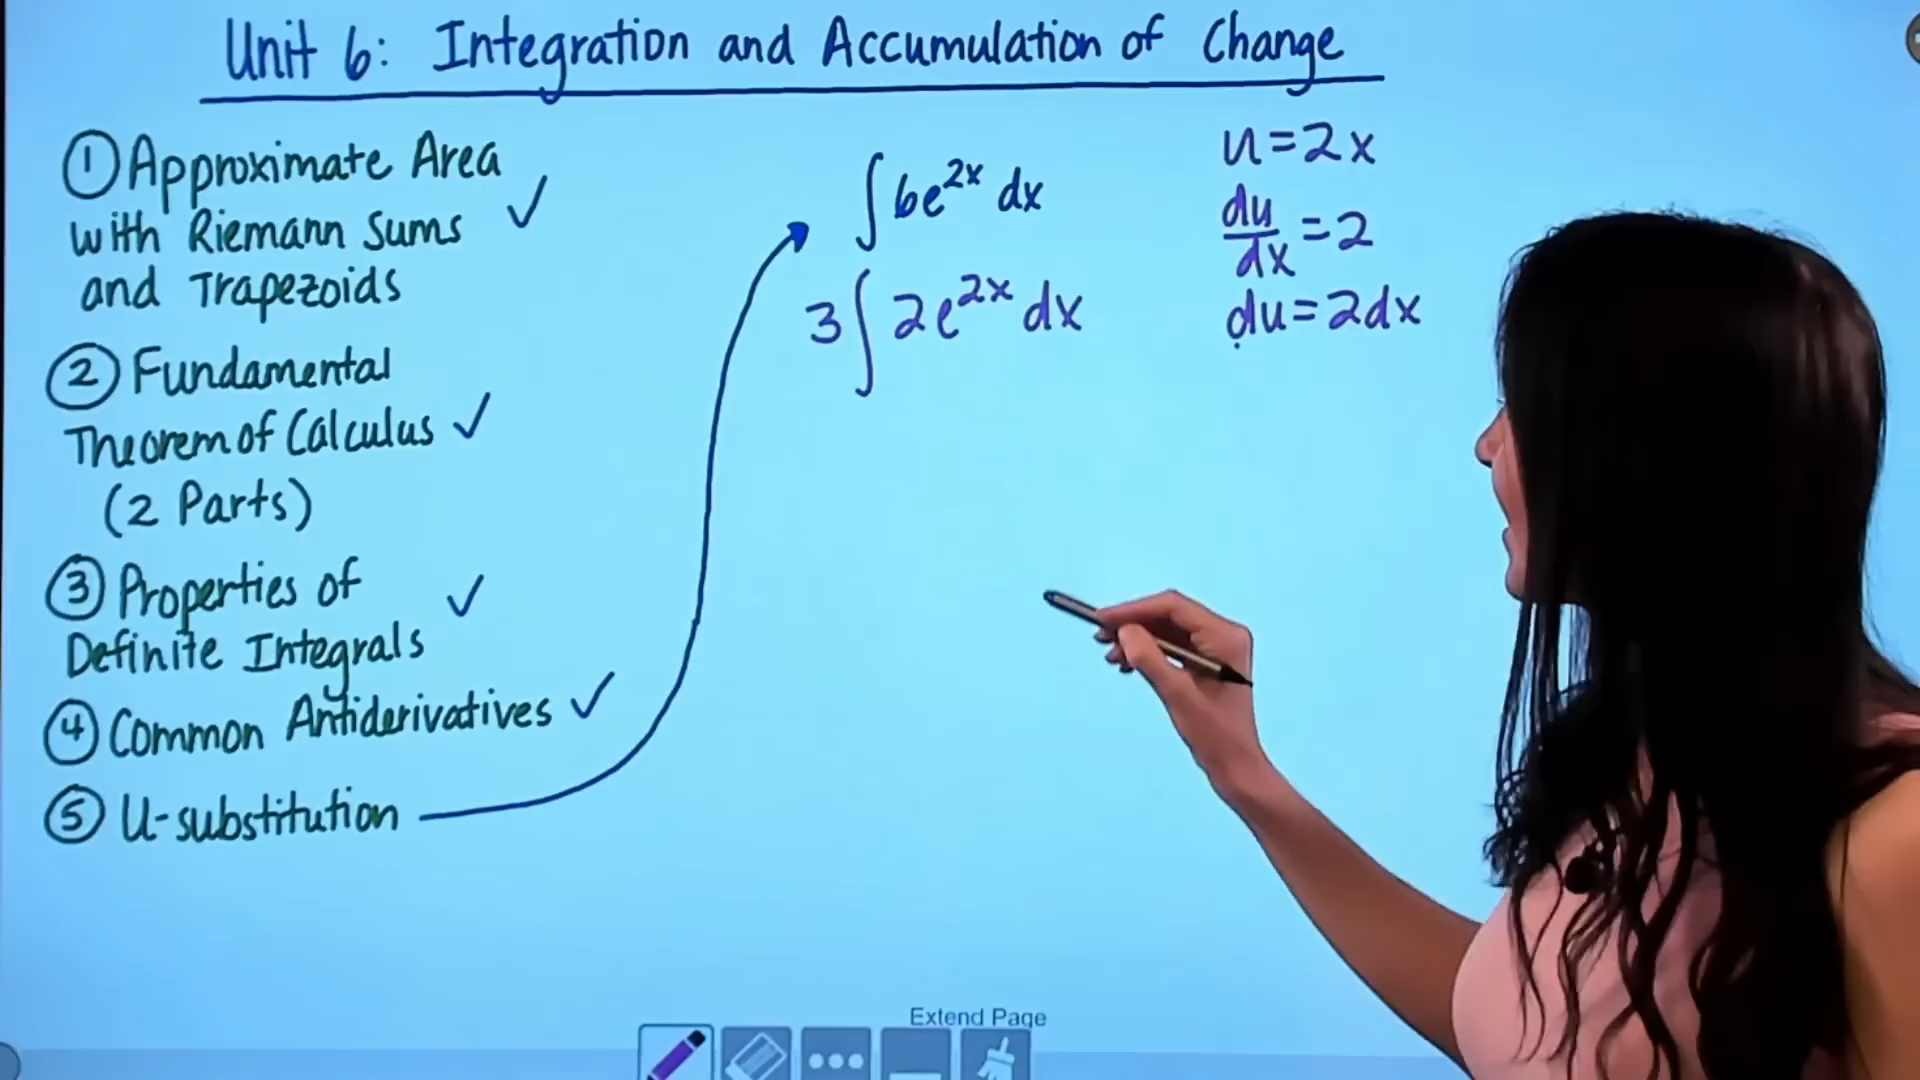 Unit 6: Integration and Accumulation of Change
① Approximate Area
with Riemann Sums ✓
and Trapezoids
② Fundamental
Theorem of Calculus ✓
(2 Parts)
③ Properties of ✓
Definite Integrals
④ Common Antiderivatives ✓
⑤ U-substitution
∫6e^{2x} dx
3∫2e^{2x} dx
u=2x
du/dx=2
du=2dx
Extend Page